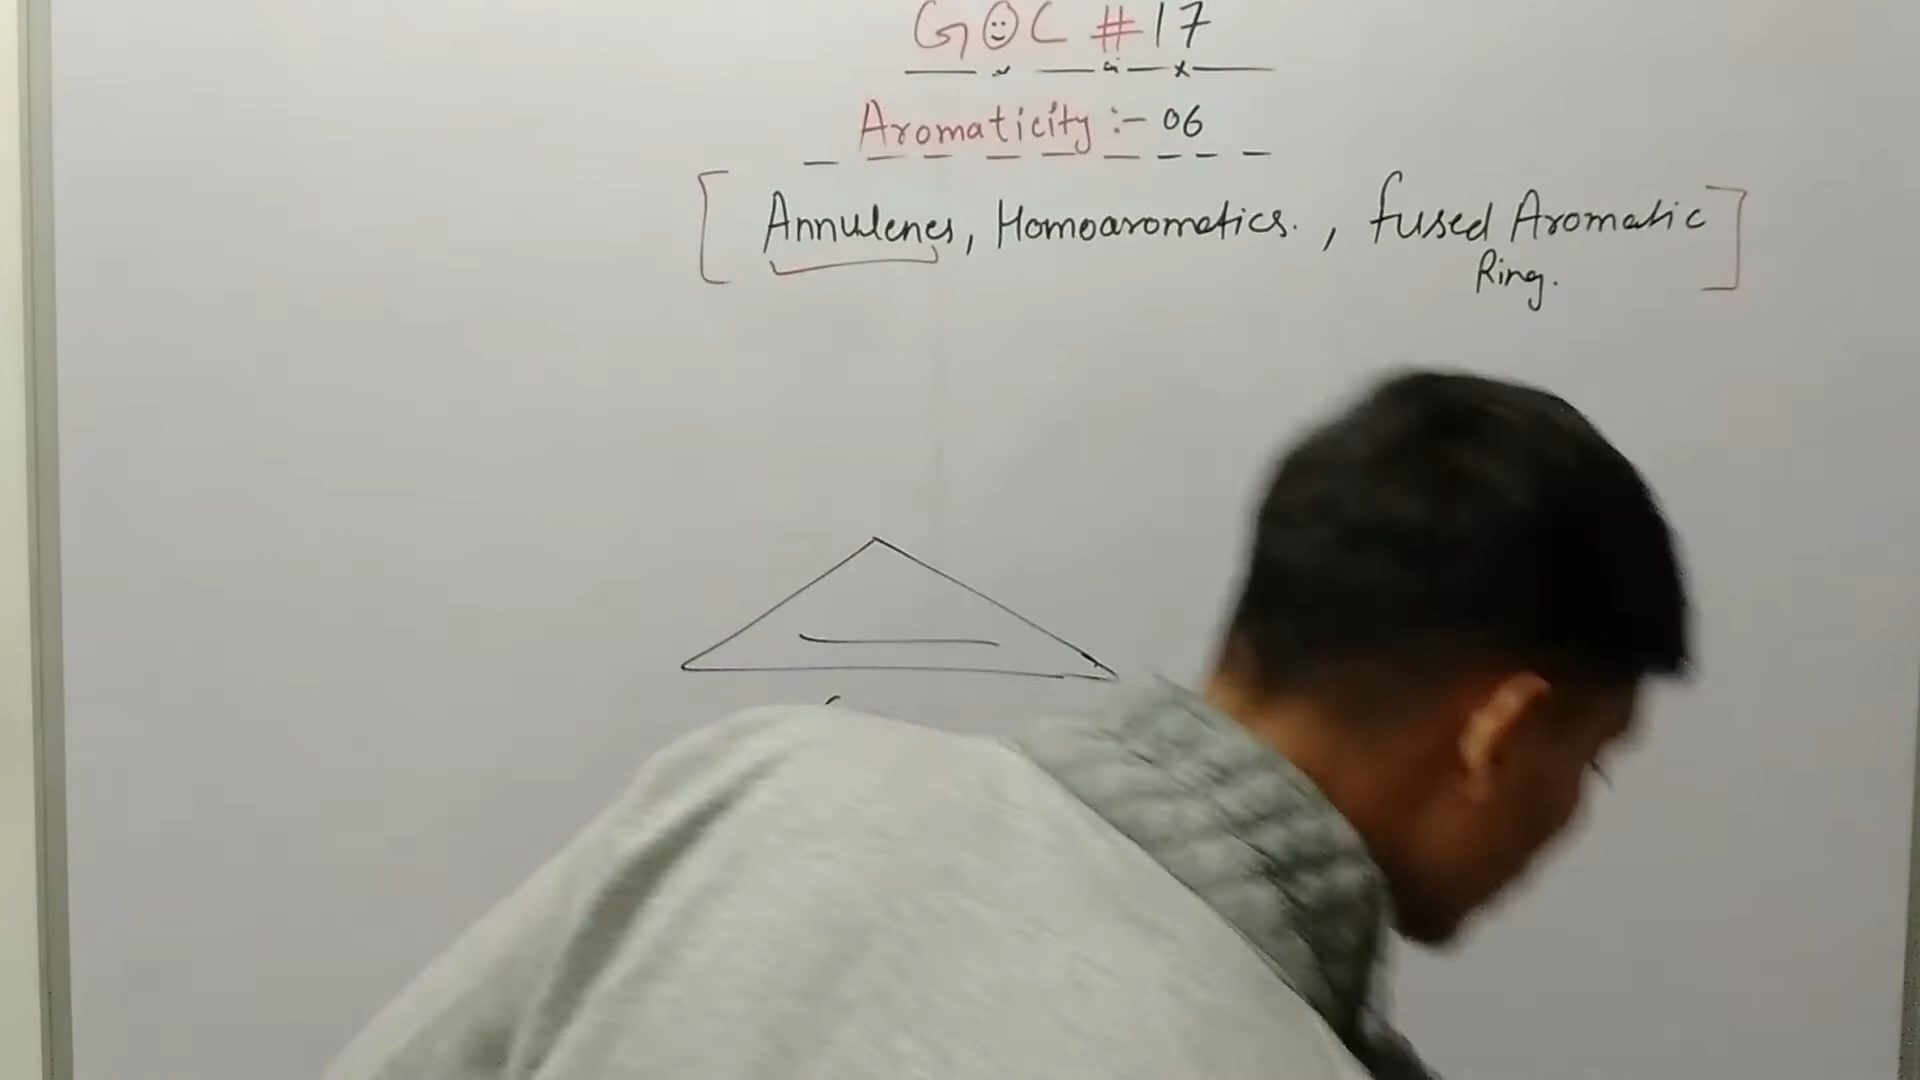 GOC #17
Aromaticity :- 06
[ Annulenes, Homoaromatics. , fused Aromatic ]
Ring.